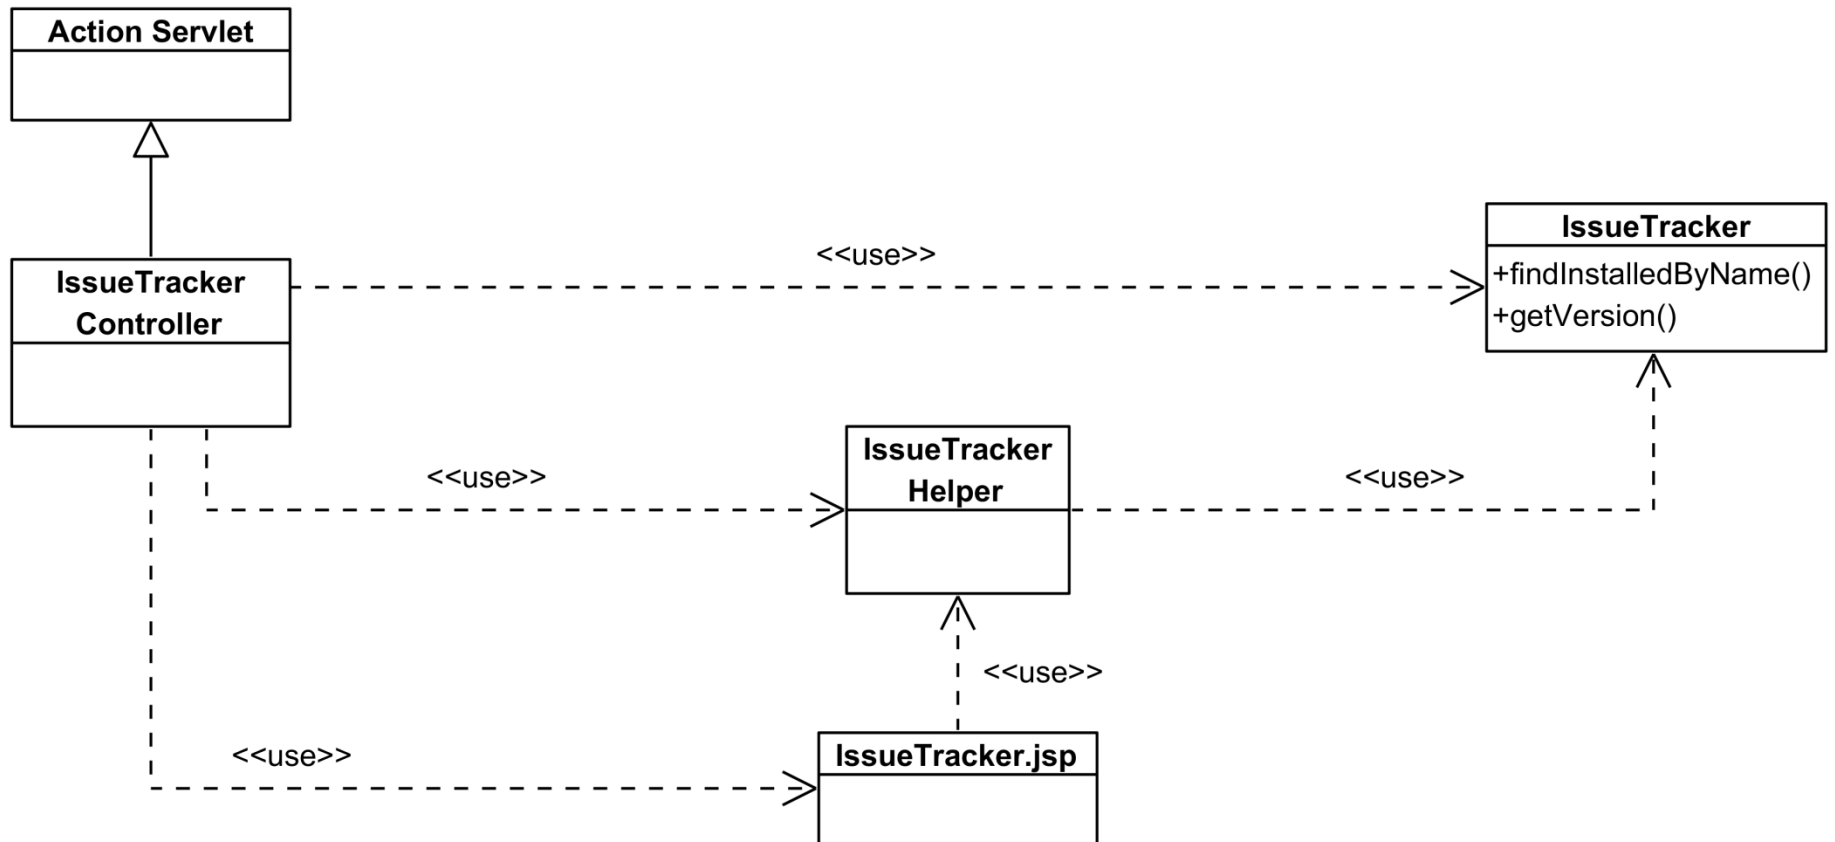 Action Servlet
<<use>>
IssueTracker
+findInstalledByName()
+getVersion()
IssueTracker
Controller
<<use>>
IssueTracker
Helper
<<use>>
<<use>>
<<use>>
IssueTracker.jsp